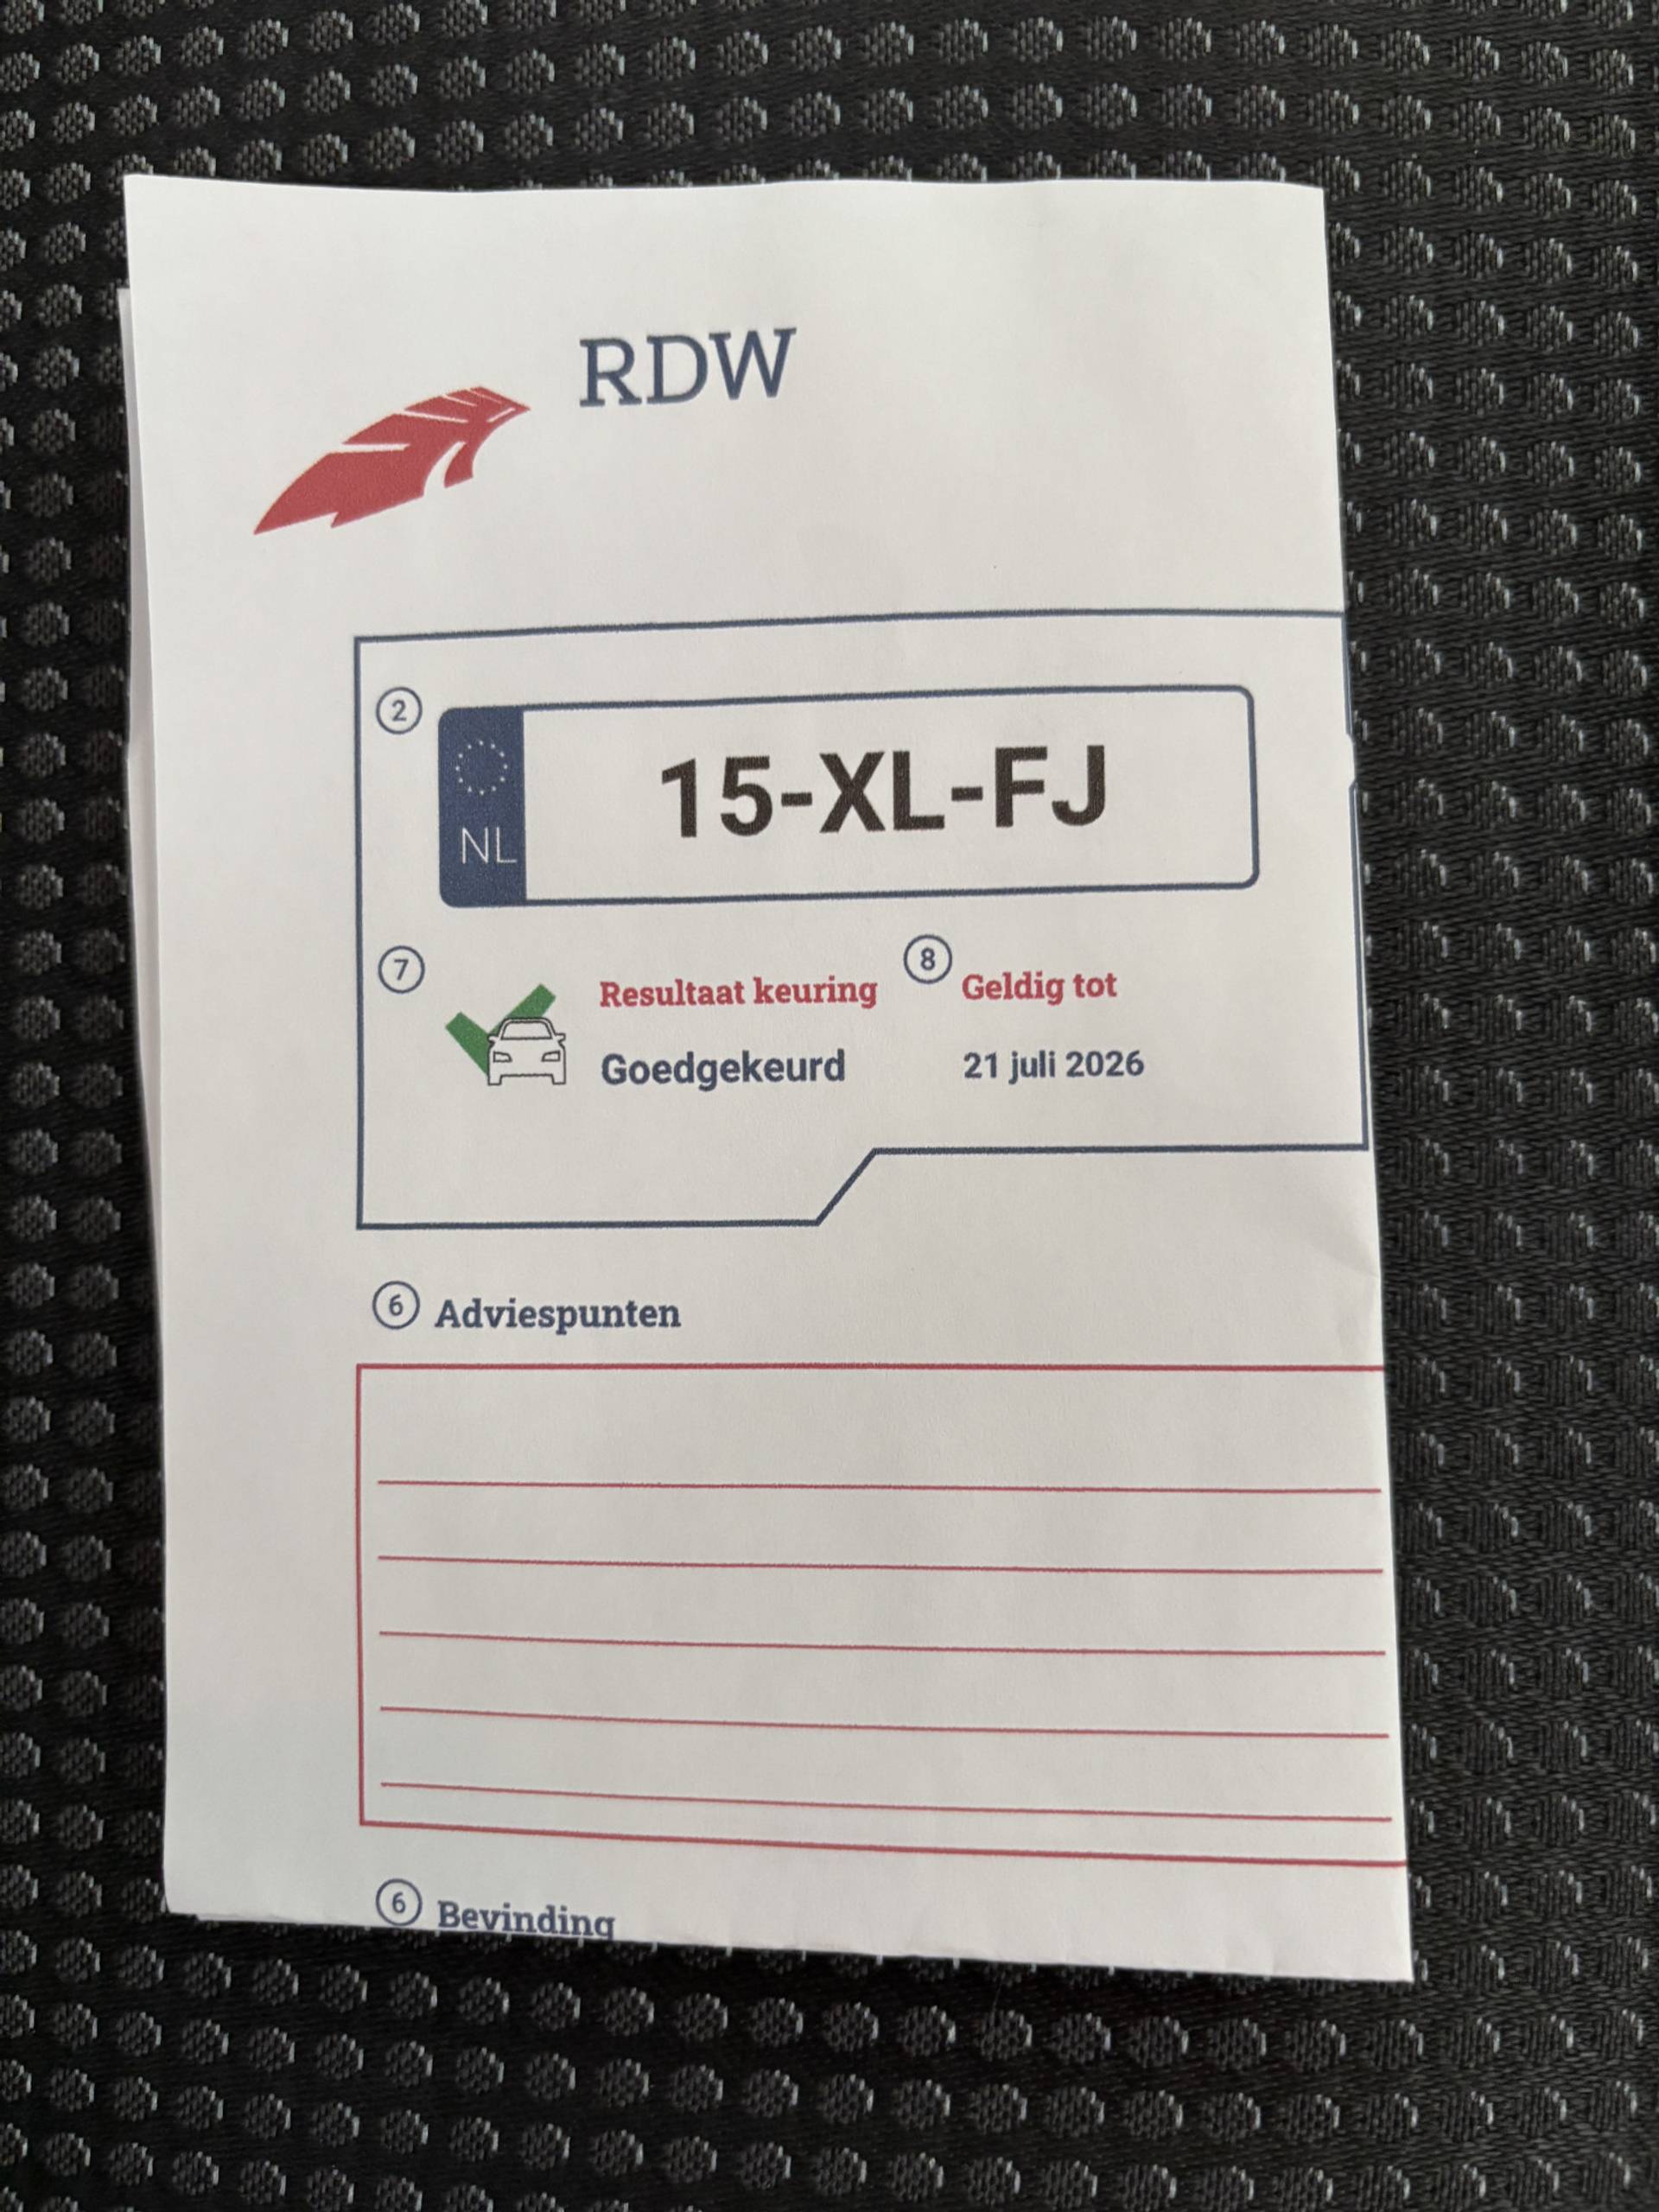 RDW
2
NL 15-XL-FJ
7 Resultaat keuring 8 Geldig tot
Goedgekeurd 21 juli 2026
6 Adviespunten
6 Bevinding